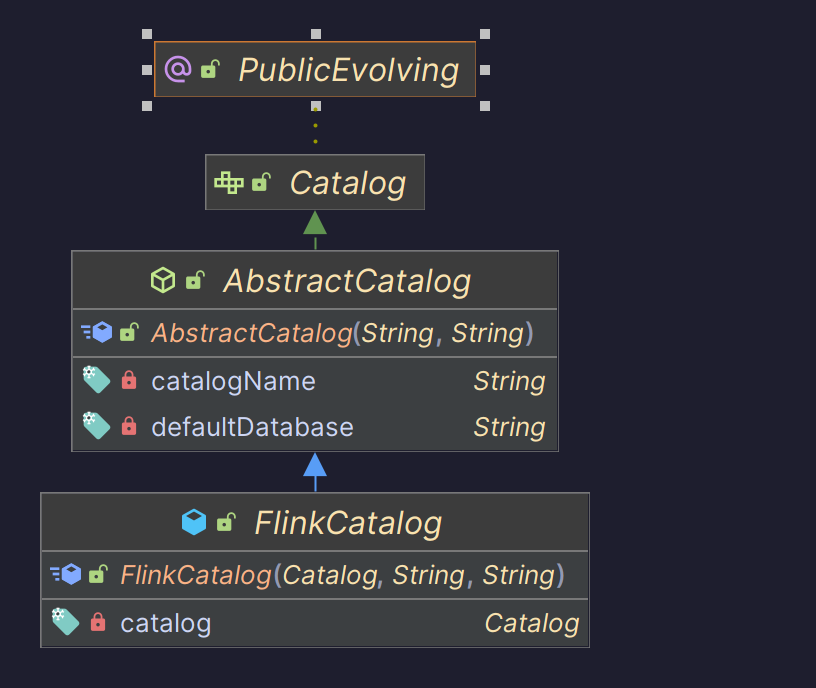 PublicEvolving
Catalog
AbstractCatalog
AbstractCatalog(String, String)
catalogName String
defaultDatabase String
FlinkCatalog
FlinkCatalog(Catalog, String, String)
catalog Catalog